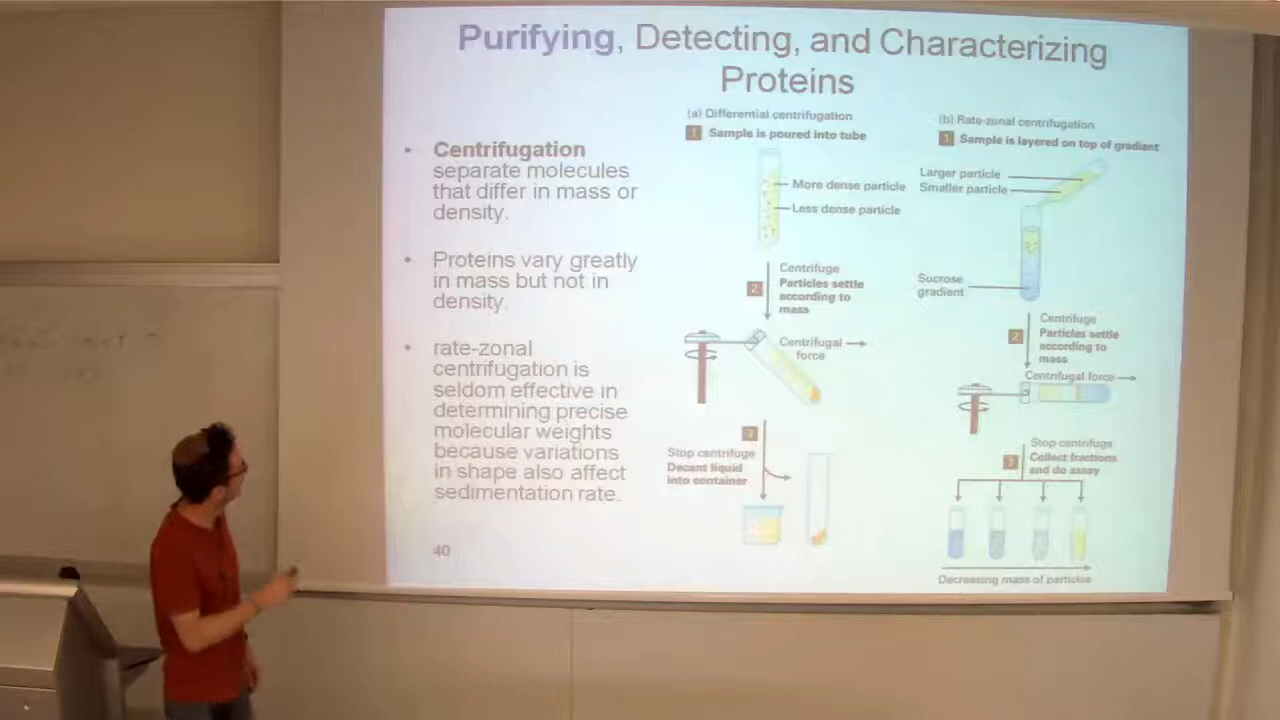 Purifying, Detecting, and Characterizing
Proteins
• Centrifugation
separate molecules
that differ in mass or
density.
• Proteins vary greatly
in mass but not in
density.
• rate-zonal
centrifugation is
seldom effective in
determining precise
molecular weights
because variations
in shape also affect
sedimentation rate.
40
(a) Differential centrifugation
1 Sample is poured into tube
More dense particle
Less dense particle
2
Centrifuge
Particles settle
according to
mass
Centrifugal
force
3
Stop centrifuge
Decant liquid
into container
(b) Rate-zonal centrifugation
1 Sample is layered on top of gradient
Larger particle
Smaller particle
Sucrose
gradient
2
Centrifuge
Particles settle
according to
mass
Centrifugal force
3
Stop centrifuge
Collect fractions
and do assay
Decreasing mass of particles